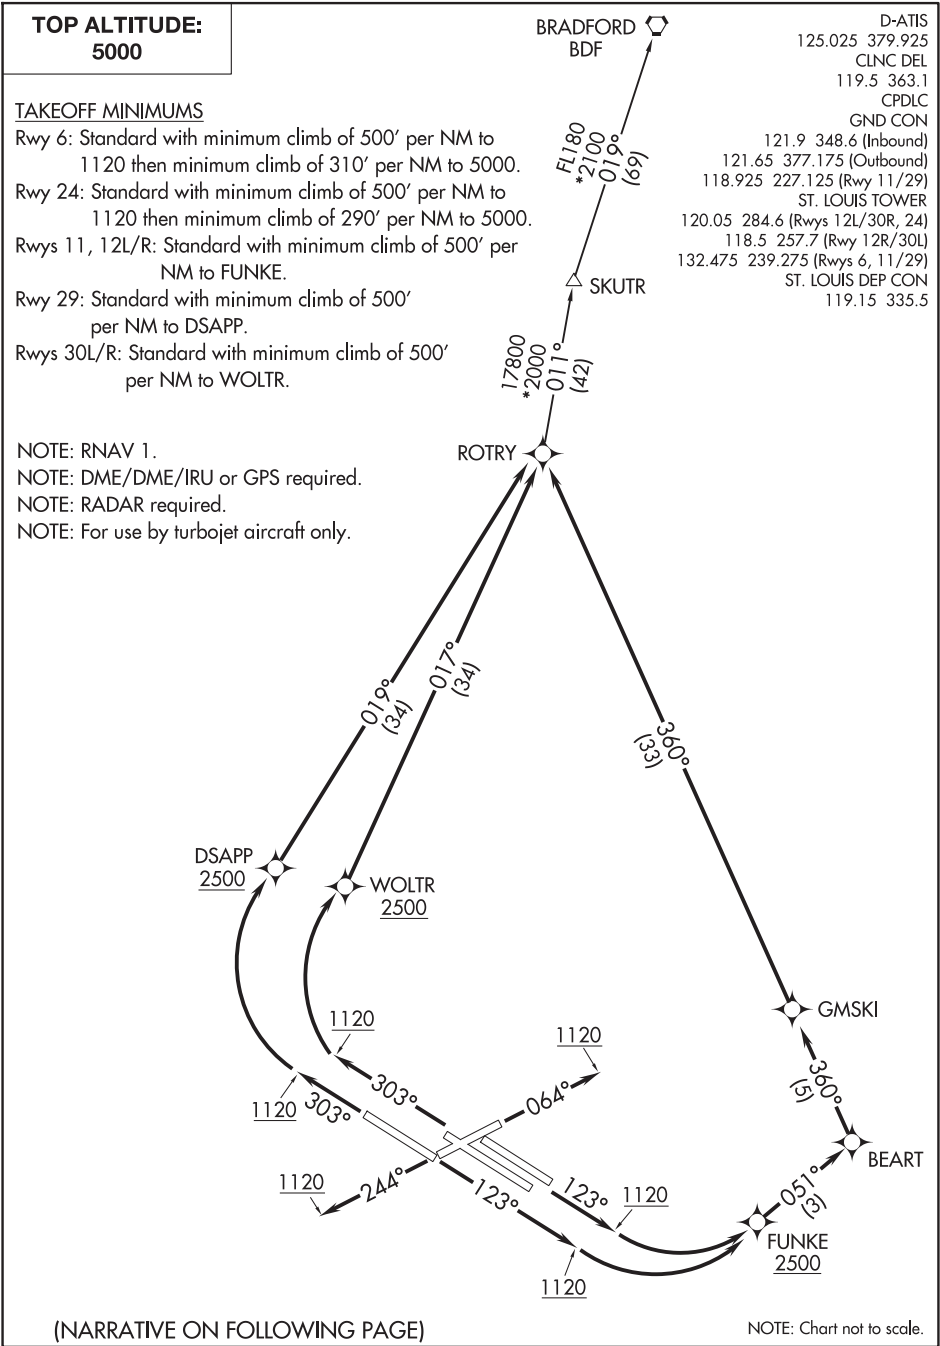 TOP ALTITUDE:
5000
BRADFORD
BDF
D-ATIS
125.025 379.925
CLNC DEL
119.5 363.1
CPDLC
GND CON
121.9 348.6 (Inbound)
121.65 377.175 (Outbound)
118.925 227.125 (Rwy 11/29)
ST. LOUIS TOWER
120.05 284.6 (Rwys 12L/30R, 24)
118.5 257.7 (Rwy 12R/30L)
132.475 239.275 (Rwys 6, 11/29)
ST. LOUIS DEP CON
119.15 335.5
TAKEOFF MINIMUMS
Rwy 6: Standard with minimum climb of 500' per NM to
1120 then minimum climb of 310' per NM to 5000.
Rwy 24: Standard with minimum climb of 500' per NM to
1120 then minimum climb of 290' per NM to 5000.
Rwys 11, 12L/R: Standard with minimum climb of 500' per
NM to FUNKE.
Rwy 29: Standard with minimum climb of 500'
per NM to DSAPP.
Rwys 30L/R: Standard with minimum climb of 500'
per NM to WOLTR.
FL180
*2100
019°
(69)
SKUTR
17800
*2000
011°
(42)
NOTE: RNAV 1.
NOTE: DME/DME/IRU or GPS required.
NOTE: RADAR required.
NOTE: For use by turbojet aircraft only.
ROTRY
019°
(34)
017°
(34)
360°
(33)
DSAPP
2500
WOLTR
2500
GMSKI
1120
1120
303°
303°
064°
1120
360°
(5)
BEART
1120
244°
123°
123°
1120
051°
(3)
FUNKE
2500
1120
(NARRATIVE ON FOLLOWING PAGE)
NOTE: Chart not to scale.